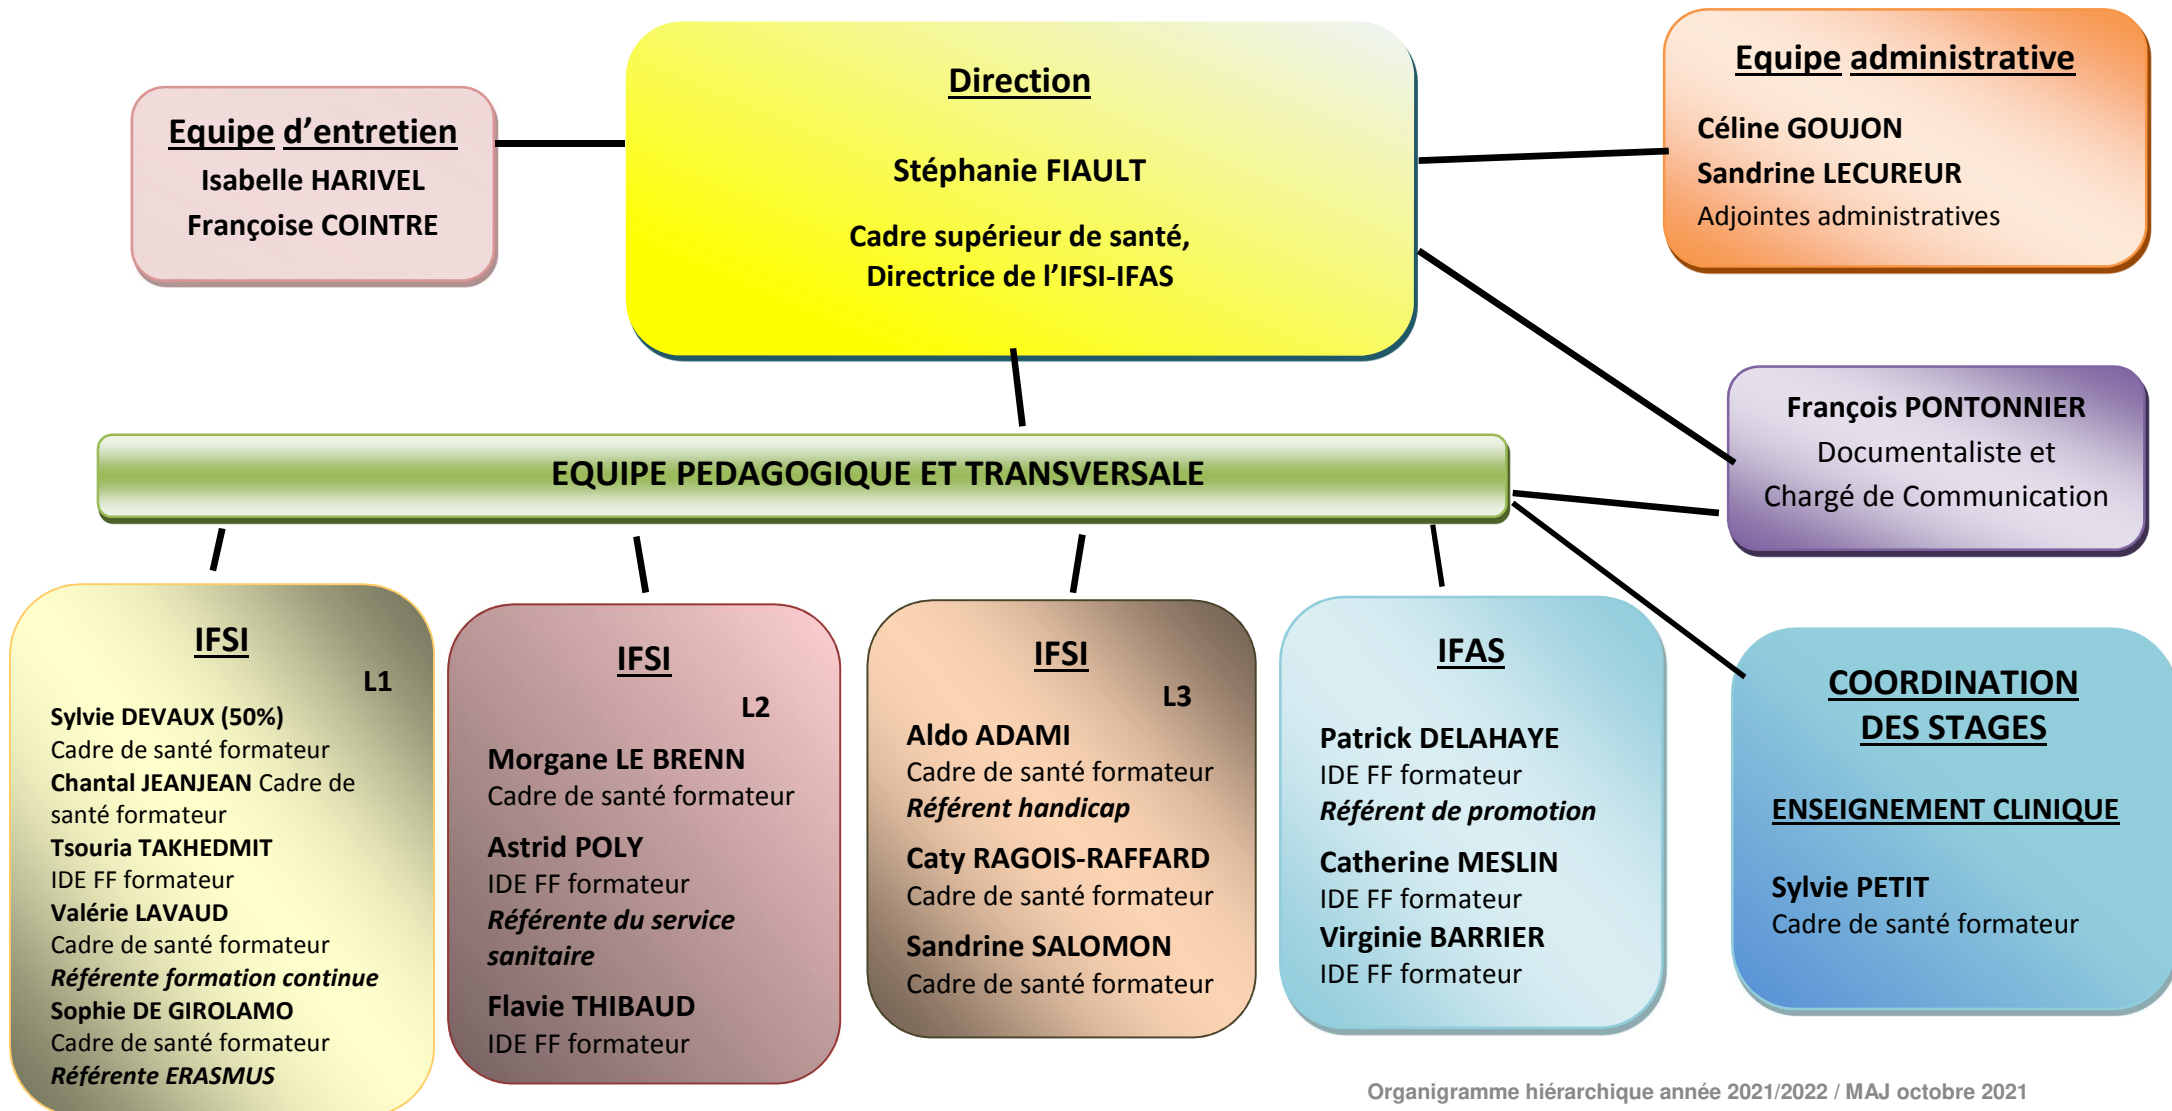 Direction
Stéphanie FIAULT
Cadre supérieur de santé,
Directrice de l’IFSI-IFAS
Equipe d’entretien
Isabelle HARIVEL
Françoise COINTRE
Equipe administrative
Céline GOUJON
Sandrine LECUREUR
Adjointes administratives
François PONTONNIER
Documentaliste et
Chargé de Communication
EQUIPE PEDAGOGIQUE ET TRANSVERSALE
IFSI
L1
Sylvie DEVAUX (50%)
Cadre de santé formateur
Chantal JEANJEAN Cadre de
santé formateur
Tsouria TAKHEDMIT
IDE FF formateur
Valérie LAVAUD
Cadre de santé formateur
Référente formation continue
Sophie DE GIROLAMO
Cadre de santé formateur
Référente ERASMUS
IFSI
L2
Morgane LE BRENN
Cadre de santé formateur
Astrid POLY
IDE FF formateur
Référente du service
sanitaire
Flavie THIBAUD
IDE FF formateur
IFSI
L3
Aldo ADAMI
Cadre de santé formateur
Référent handicap
Caty RAGOIS-RAFFARD
Cadre de santé formateur
Sandrine SALOMON
Cadre de santé formateur
IFAS
Patrick DELAHAYE
IDE FF formateur
Référent de promotion
Catherine MESLIN
IDE FF formateur
Virginie BARRIER
IDE FF formateur
COORDINATION
DES STAGES
ENSEIGNEMENT CLINIQUE
Sylvie PETIT
Cadre de santé formateur
Organigramme hiérarchique année 2021/2022 / MAJ octobre 2021